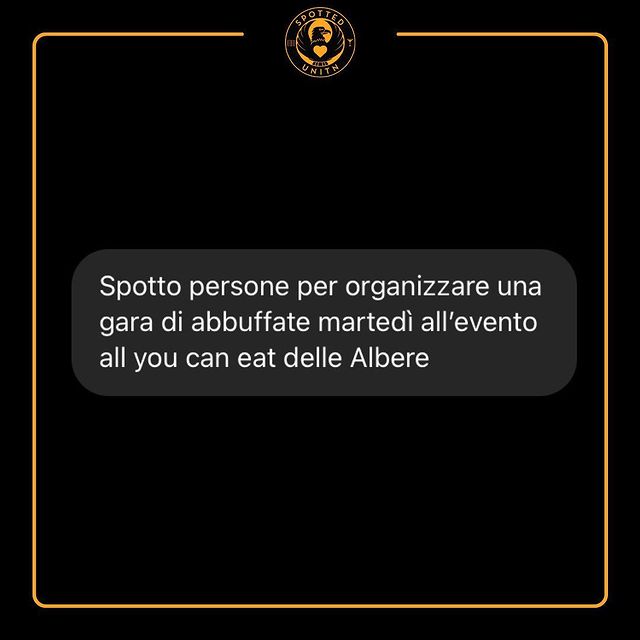 SPOTTED
UNITN
Spotto persone per organizzare una
gara di abbuffate martedì all’evento
all you can eat delle Albere